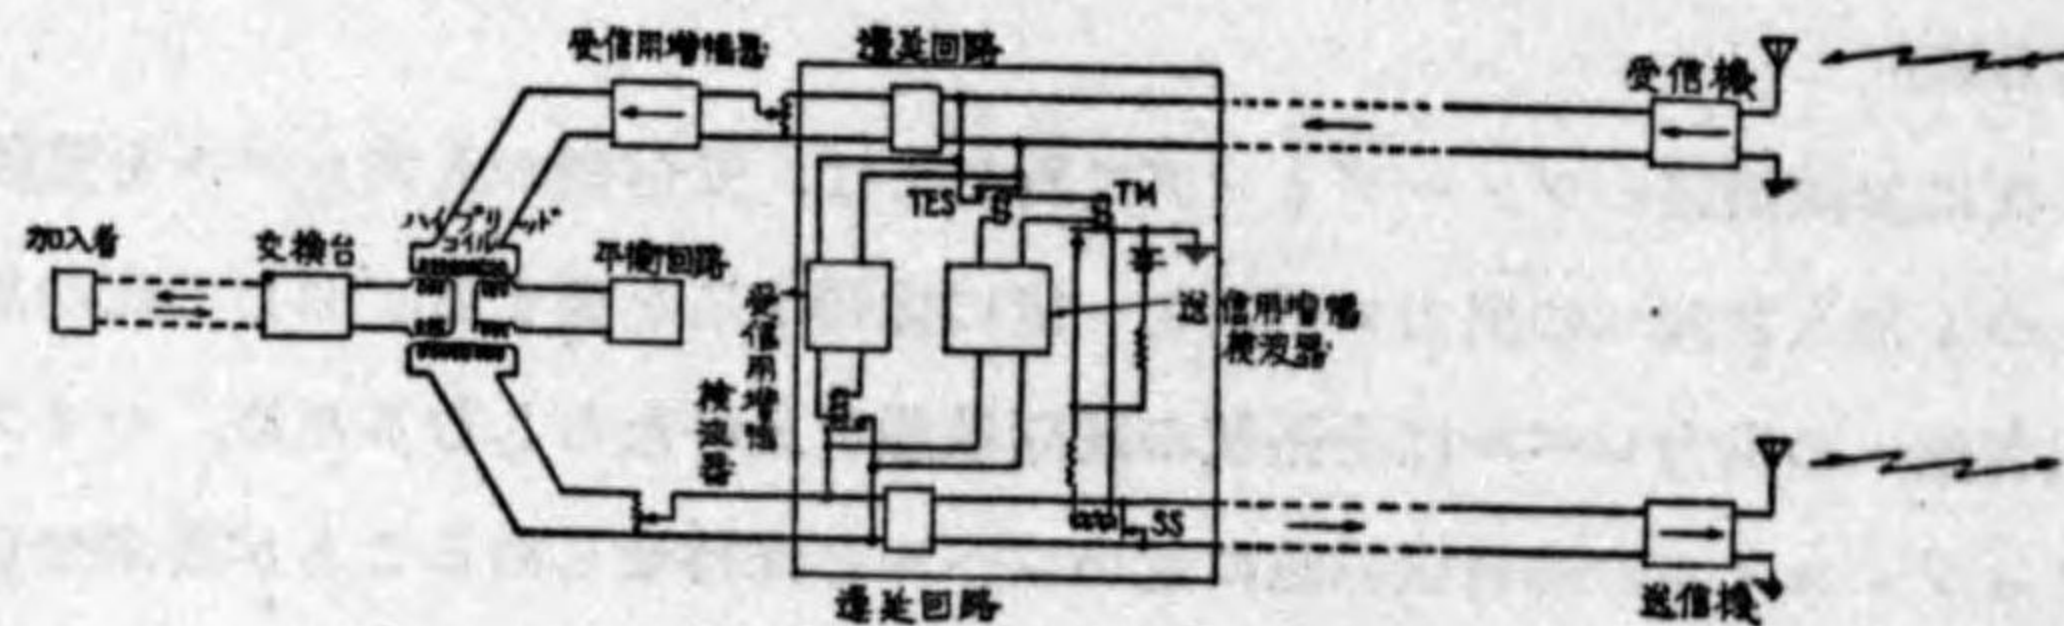 受信用増幅器
遅延回路
受信機
加入者
交換台
ハイブリッド
コイル
平衡回路
TES
TM
受信用増幅
検波器
送信用増幅
検波器
SS
遅延回路
送信機